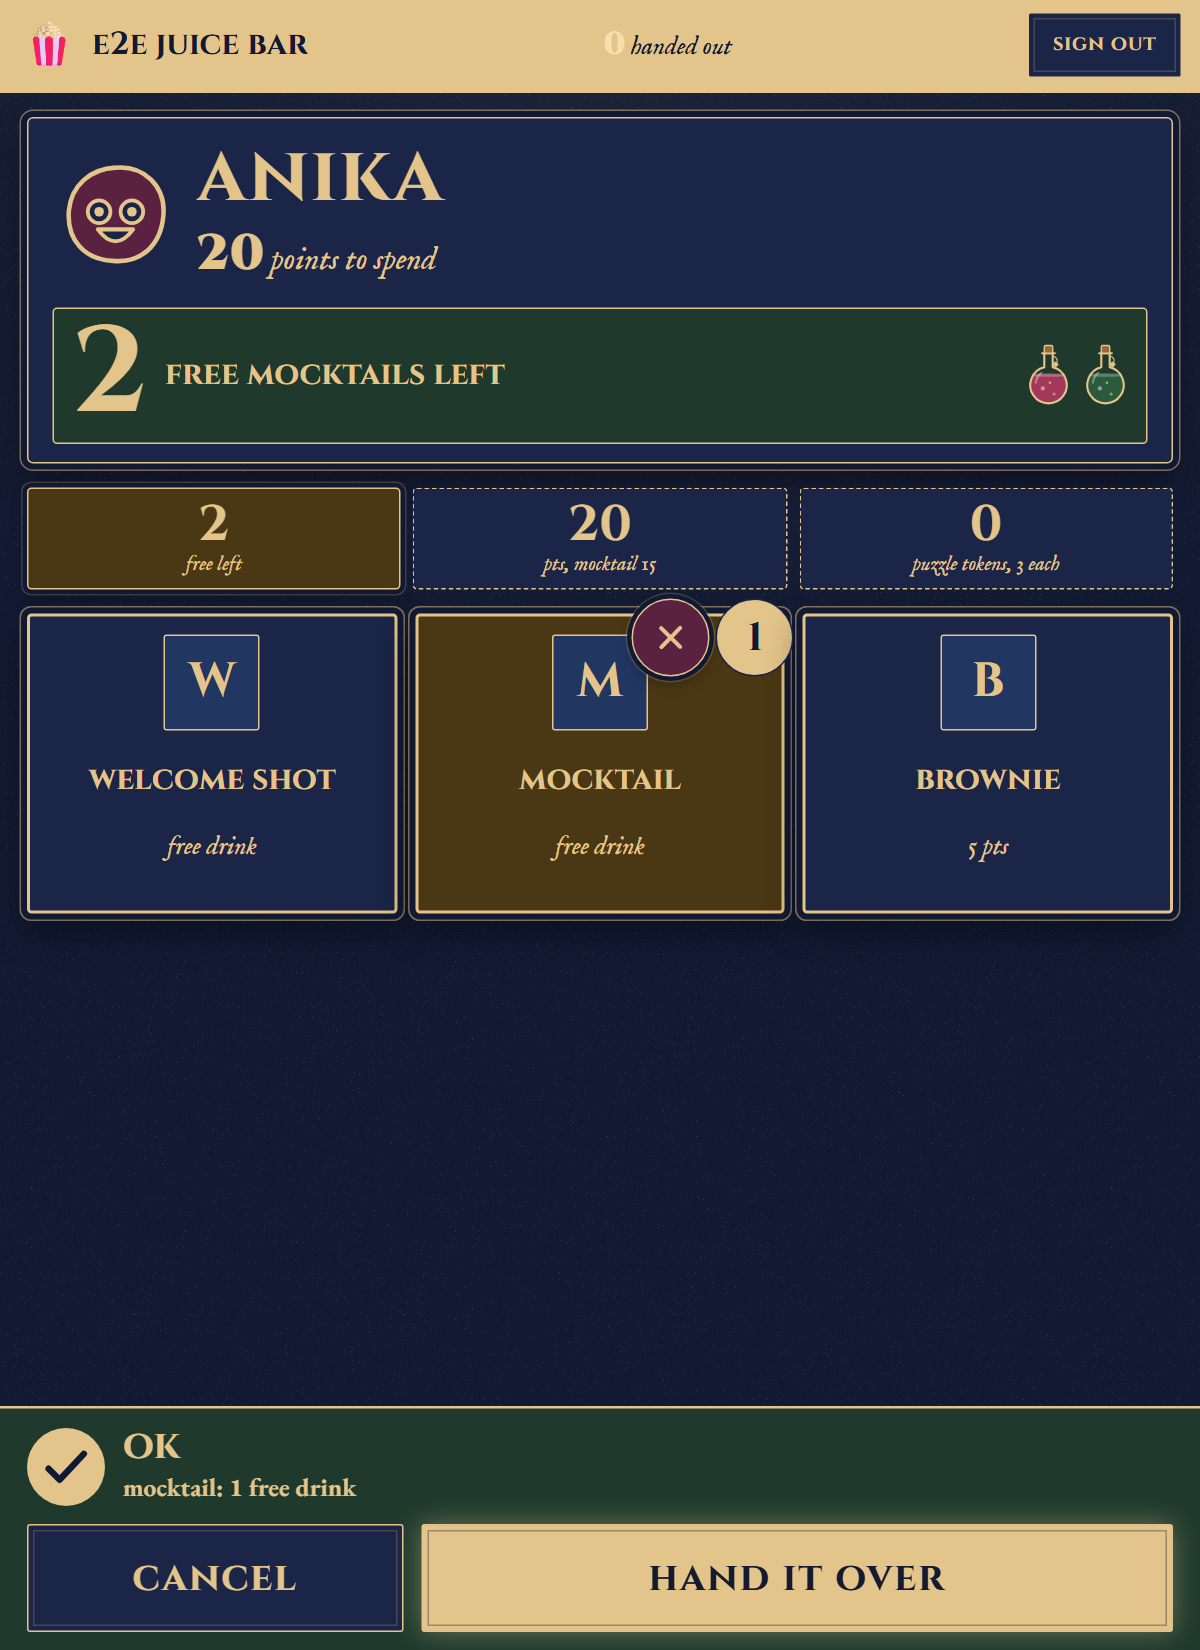 E2E JUICE BAR
0 handed out
SIGN OUT
ANIKA
20 points to spend
2 FREE MOCKTAILS LEFT
2
free left
20
pts, mocktail 15
0
puzzle tokens, 3 each
W
WELCOME SHOT
free drink
M
1
MOCKTAIL
free drink
B
BROWNIE
5 pts
OK
mocktail: 1 free drink
CANCEL
HAND IT OVER